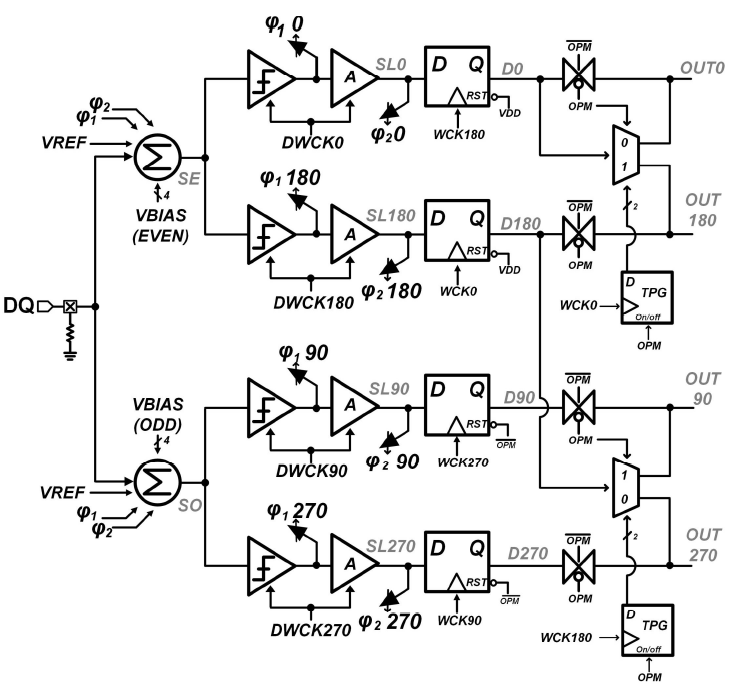 φ1 0
SL0
D Q
D0
OPM
OUT0
A
RST
VDD
OPM
φ2
φ1
DWCK0
φ2 0
WCK180
0
1
VREF
Σ
SE
4
VBIAS
(EVEN)
φ1 180
SL180
D Q
D180
OPM
2
OUT
180
A
RST
VDD
OPM
DWCK180
φ2 180
WCK0
D
TPG
WCK0
On/off
OPM
DQ
φ1 90
SL90
D Q
D90
OPM
OUT
90
VBIAS
(ODD)
4
A
RST
OPM
OPM
DWCK90
φ2 90
WCK270
1
0
VREF
Σ
SO
φ1
φ2
φ1 270
SL270
D Q
D270
OPM
2
OUT
270
A
RST
OPM
OPM
DWCK270
φ2 270
WCK90
D
TPG
WCK180
On/off
OPM